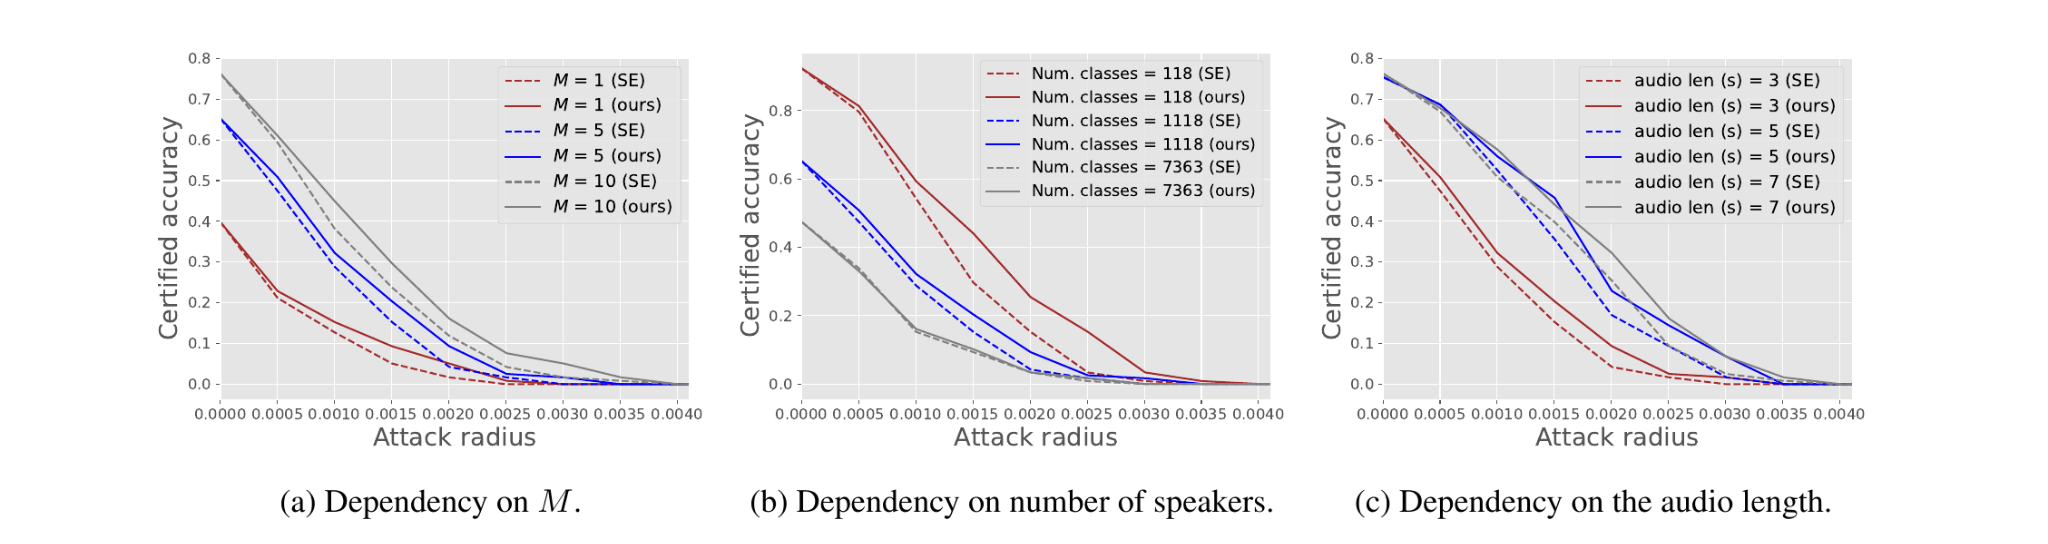 0.8
0.7
0.6
0.5
0.4
0.3
0.2
0.1
0.0
Certified accuracy
M = 1 (SE)
M = 1 (ours)
M = 5 (SE)
M = 5 (ours)
M = 10 (SE)
M = 10 (ours)
0.0000 0.0005 0.0010 0.0015 0.0020 0.0025 0.0030 0.0035 0.0040
Attack radius
(a) Dependency on M.
0.8
0.6
0.4
0.2
0.0
Certified accuracy
Num. classes = 118 (SE)
Num. classes = 118 (ours)
Num. classes = 1118 (SE)
Num. classes = 1118 (ours)
Num. classes = 7363 (SE)
Num. classes = 7363 (ours)
0.0000 0.0005 0.0010 0.0015 0.0020 0.0025 0.0030 0.0035 0.0040
Attack radius
(b) Dependency on number of speakers.
0.8
0.7
0.6
0.5
0.4
0.3
0.2
0.1
0.0
Certified accuracy
audio len (s) = 3 (SE)
audio len (s) = 3 (ours)
audio len (s) = 5 (SE)
audio len (s) = 5 (ours)
audio len (s) = 7 (SE)
audio len (s) = 7 (ours)
0.0000 0.0005 0.0010 0.0015 0.0020 0.0025 0.0030 0.0035 0.0040
Attack radius
(c) Dependency on the audio length.